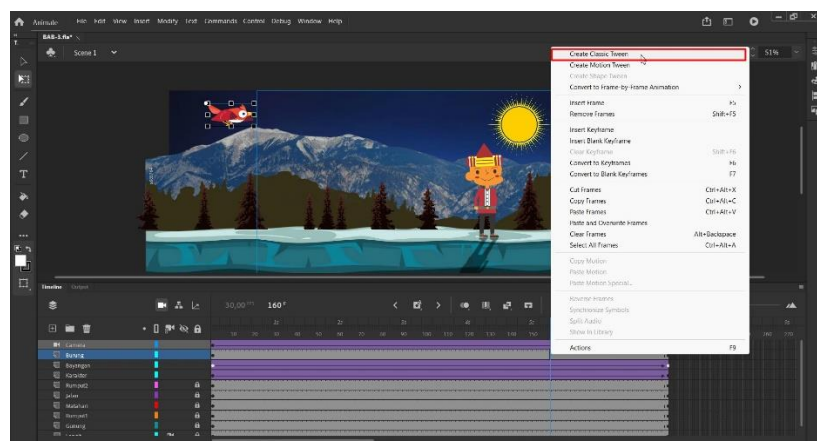 Animate File Edit View Insert Modify Text Commands Control Debug Window Help
BAB-5.fla*
Scene 1
51%
Create Classic Tween
Create Motion Tween
Create Shape Tween
Convert to Frame-by-Frame Animation
Insert Frame F5
Remove Frames Shift+F5
Insert Keyframe
Insert Blank Keyframe
Clear Keyframe Shift+F6
Convert to Keyframes F6
Convert to Blank Keyframes F7
Cut Frames Ctrl+Alt+X
Copy Frames Ctrl+Alt+C
Paste Frames Ctrl+Alt+V
Paste and Overwrite Frames
Clear Frames Alt+Backspace
Select All Frames Ctrl+Alt+A
Copy Motion
Paste Motion
Paste Motion Special...
Reverse Frames
Synchronize Symbols
Split Audio
Show in Library
Actions F9
Timeline Output
30,00 FPS 160 F
Camera
Burung
Bayangan
Karakter
Rumput2
Jalan
Matahari
Rumput1
Gunung